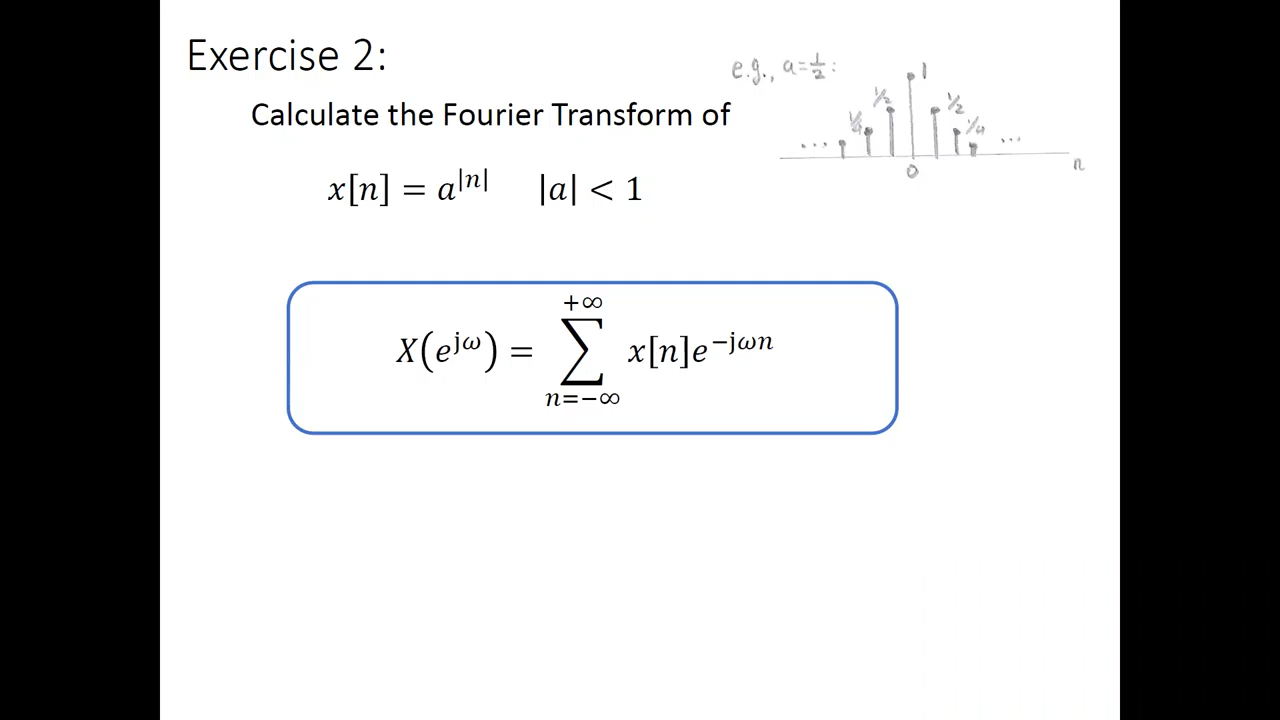 Exercise 2:
e.g., a=1/2:
Calculate the Fourier Transform of
1
1/2 1/2
1/4 1/4
... ...
0 n
x[n] = a^|n| |a| < 1
X(e^jω) = ∑_{n=−∞}^{+∞} x[n]e^−jωn